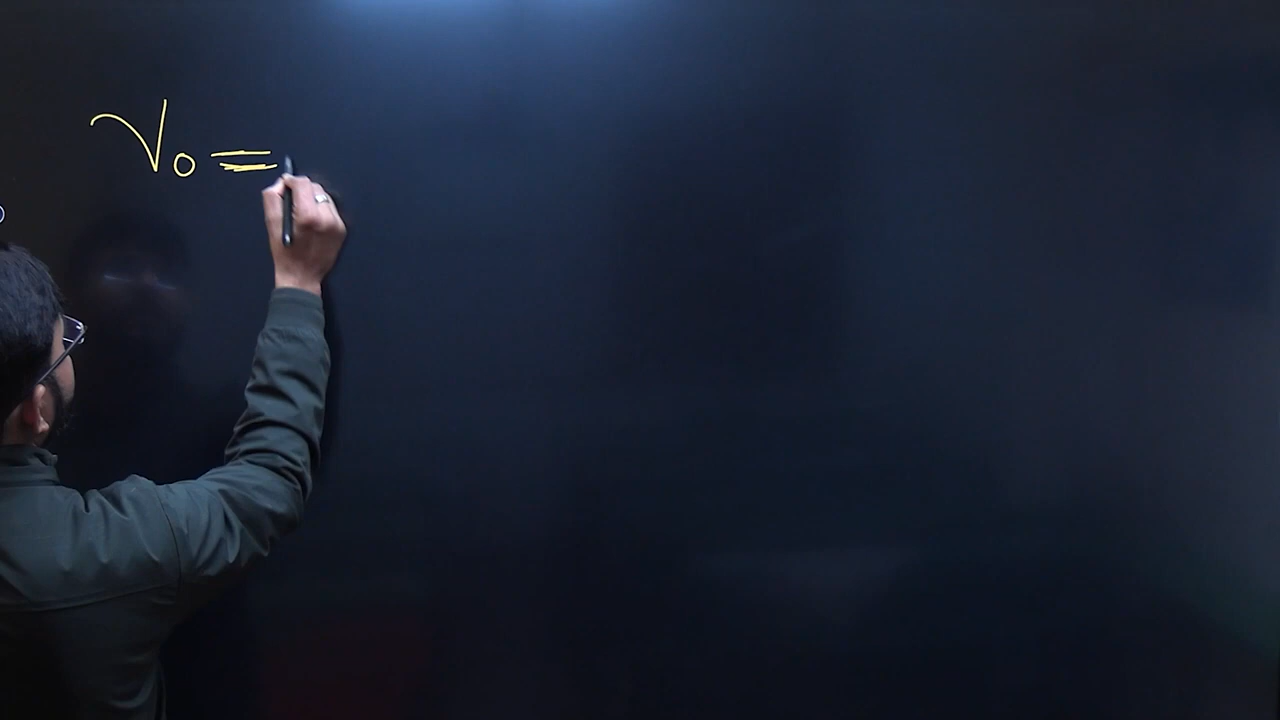 V₀ =